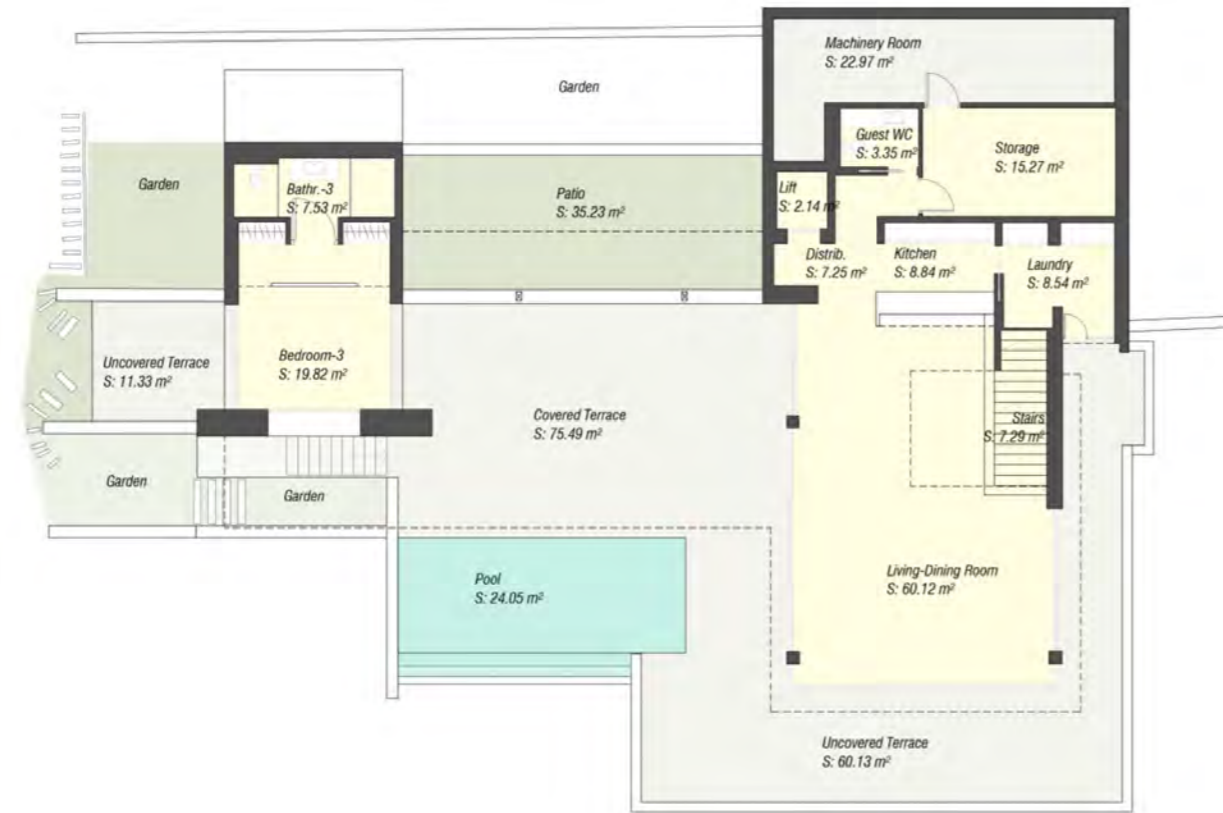 Machinery Room
S: 22.97 m²
Garden
Guest WC
S: 3.35 m²
Storage
S: 15.27 m²
Garden
Bathr.-3
S: 7.53 m²
Patio
S: 35.23 m²
Lift
S: 2.14 m²
Distrib.
S: 7.25 m²
Kitchen
S: 8.84 m²
Laundry
S: 8.54 m²
Uncovered Terrace
S: 11.33 m²
Bedroom-3
S: 19.82 m²
Covered Terrace
S: 75.49 m²
Stairs
S: 7.29 m²
Garden
Garden
Pool
S: 24.05 m²
Living-Dining Room
S: 60.12 m²
Uncovered Terrace
S: 60.13 m²